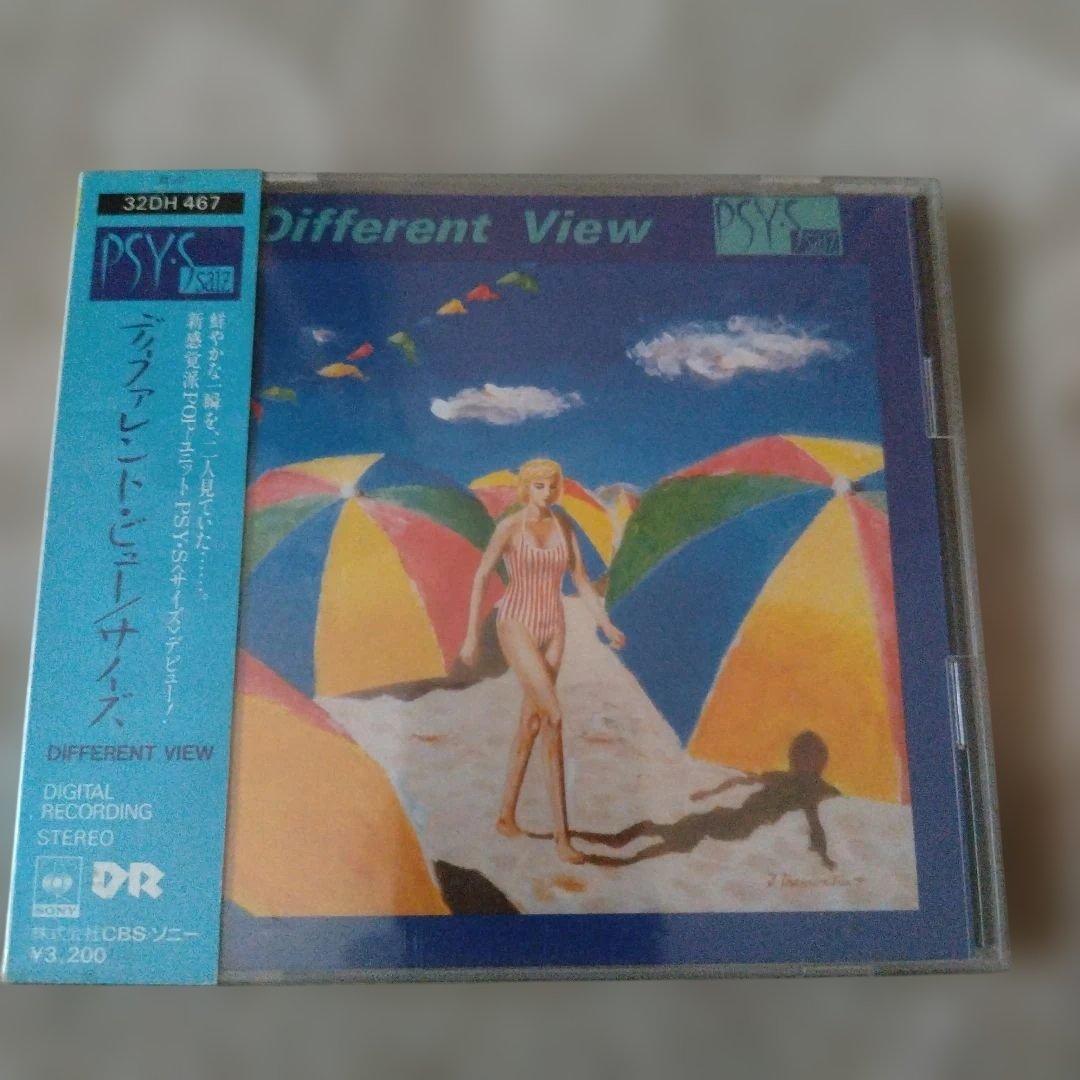 32DH 467
PSY・S
saiz
鮮やかな一瞬を、二人見ていた……。
新感覚派POPユニット PSY・S〈サイズ〉デビュー!
ディファレント・ビュー/サイズ
DIFFERENT VIEW
DIGITAL
RECORDING
STEREO
CBS
SONY
DR
株式会社CBS・ソニー
¥3,200
Different View
PSY・S
saiz